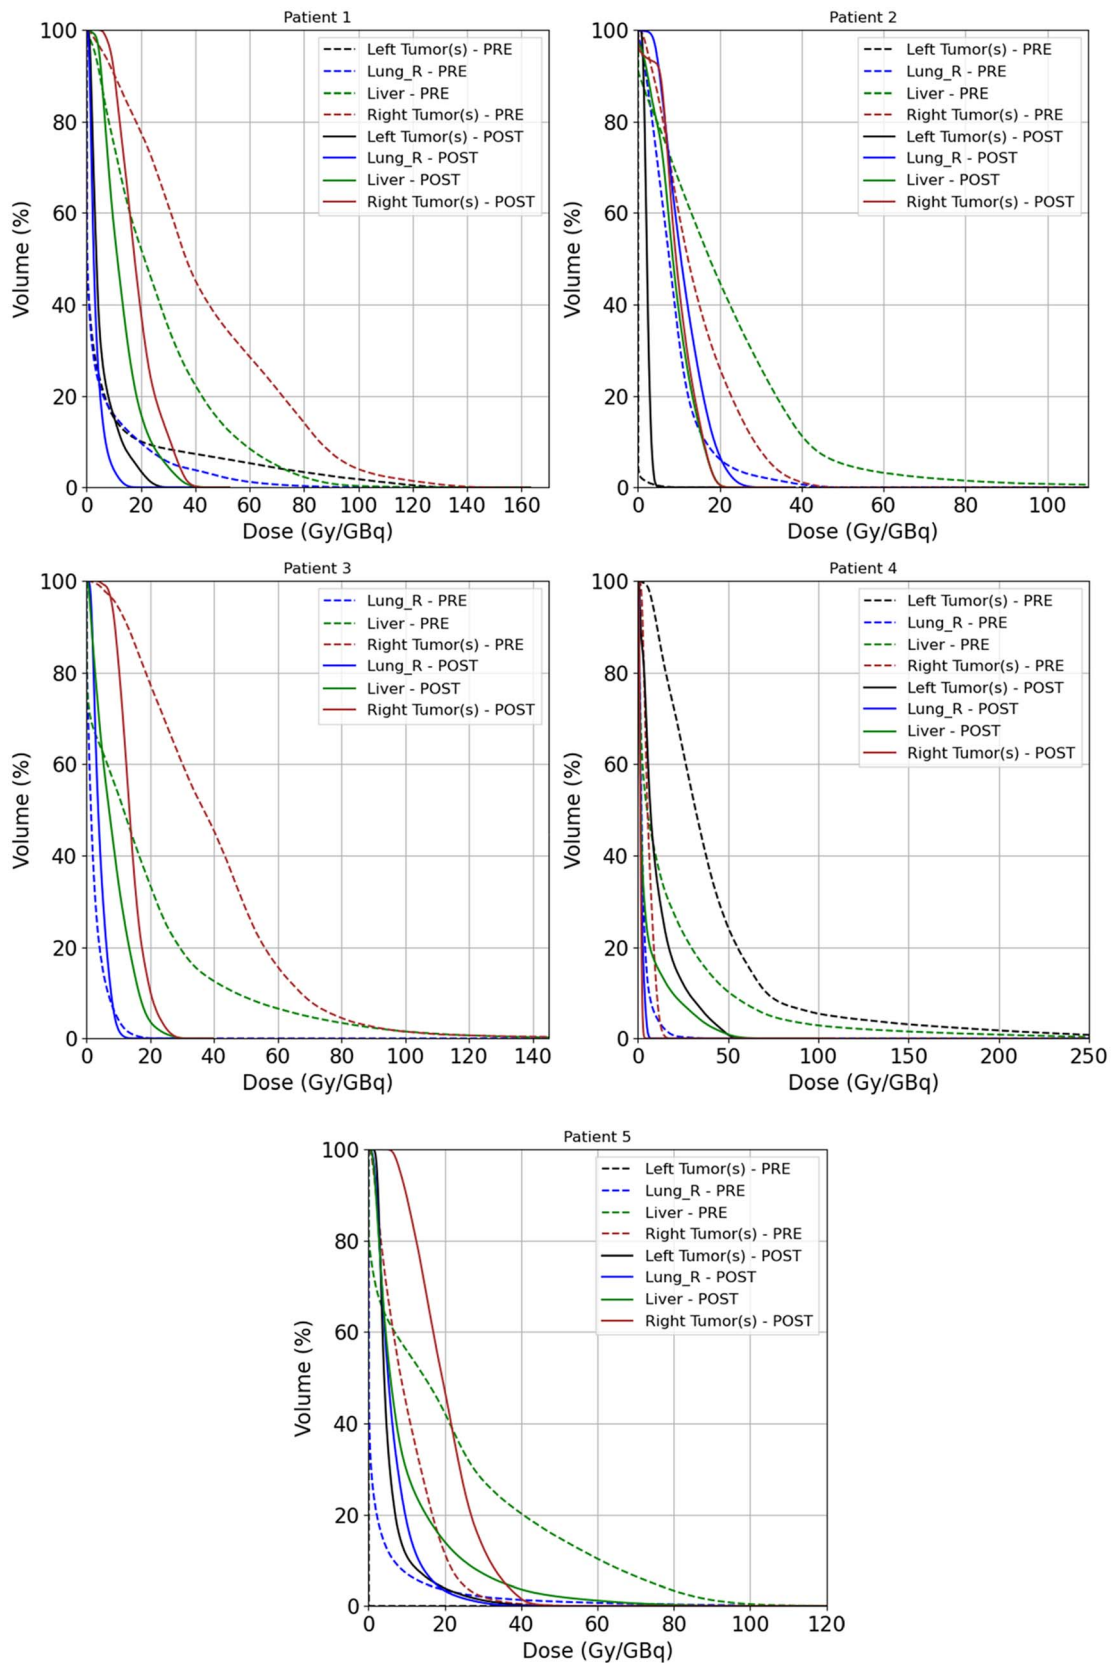 Patient 1
100
80
60
40
20
0
Volume (%)
Left Tumor(s) - PRE
Lung_R - PRE
Liver - PRE
Right Tumor(s) - PRE
Left Tumor(s) - POST
Lung_R - POST
Liver - POST
Right Tumor(s) - POST
0 20 40 60 80 100 120 140 160
Dose (Gy/GBq)
Patient 2
100
80
60
40
20
0
Volume (%)
Left Tumor(s) - PRE
Lung_R - PRE
Liver - PRE
Right Tumor(s) - PRE
Left Tumor(s) - POST
Lung_R - POST
Liver - POST
Right Tumor(s) - POST
0 20 40 60 80 100
Dose (Gy/GBq)
Patient 3
100
80
60
40
20
0
Volume (%)
Lung_R - PRE
Liver - PRE
Right Tumor(s) - PRE
Lung_R - POST
Liver - POST
Right Tumor(s) - POST
0 20 40 60 80 100 120 140
Dose (Gy/GBq)
Patient 4
100
80
60
40
20
0
Volume (%)
Left Tumor(s) - PRE
Lung_R - PRE
Liver - PRE
Right Tumor(s) - PRE
Left Tumor(s) - POST
Lung_R - POST
Liver - POST
Right Tumor(s) - POST
0 50 100 150 200 250
Dose (Gy/GBq)
Patient 5
100
80
60
40
20
0
Volume (%)
Left Tumor(s) - PRE
Lung_R - PRE
Liver - PRE
Right Tumor(s) - PRE
Left Tumor(s) - POST
Lung_R - POST
Liver - POST
Right Tumor(s) - POST
0 20 40 60 80 100 120
Dose (Gy/GBq)